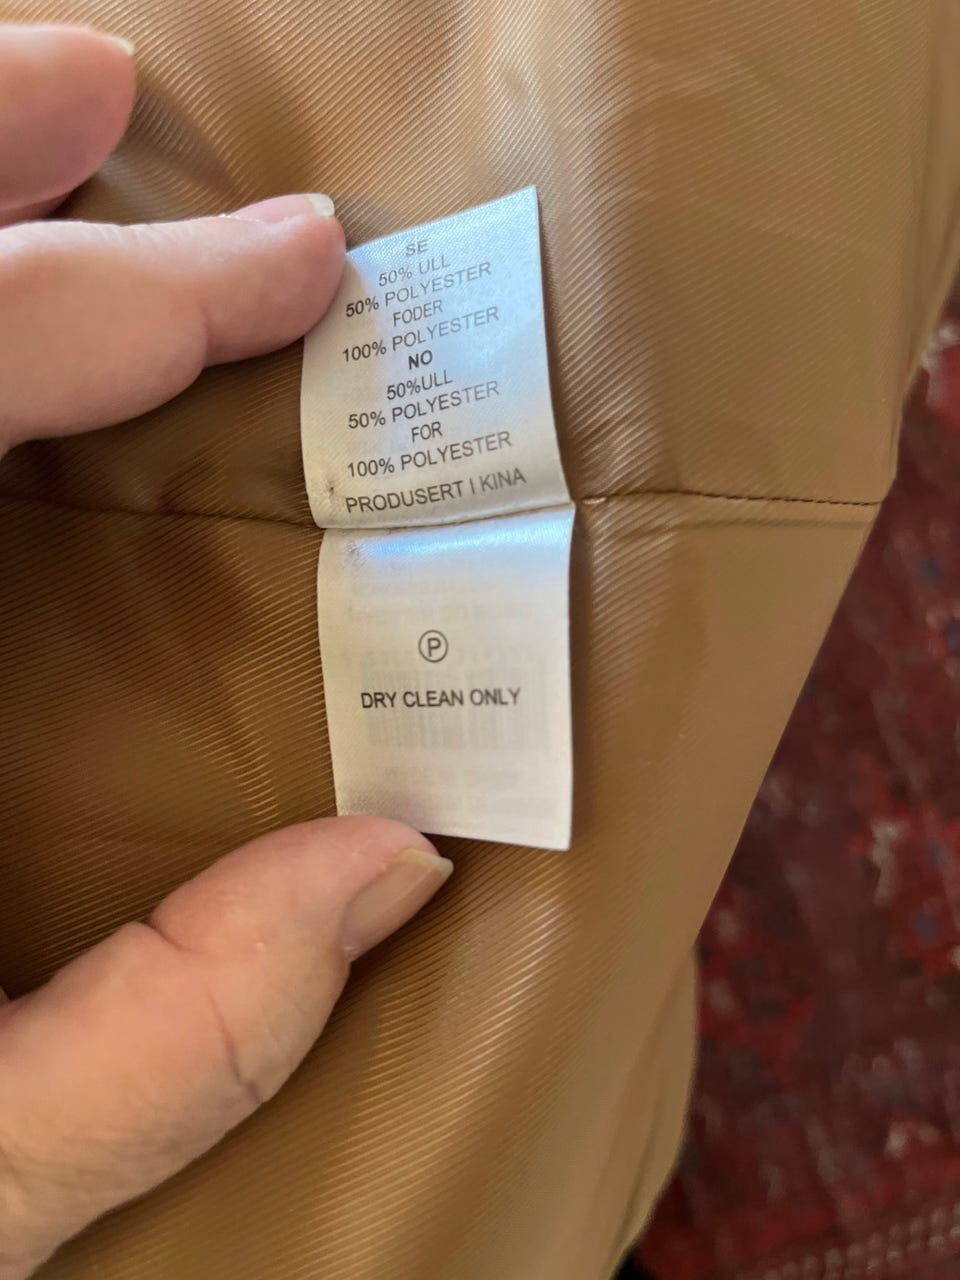 SE
50% ULL
50% POLYESTER
FODER
100% POLYESTER
NO
50%ULL
50% POLYESTER
FOR
100% POLYESTER
PRODUSERT I KINA
P
DRY CLEAN ONLY